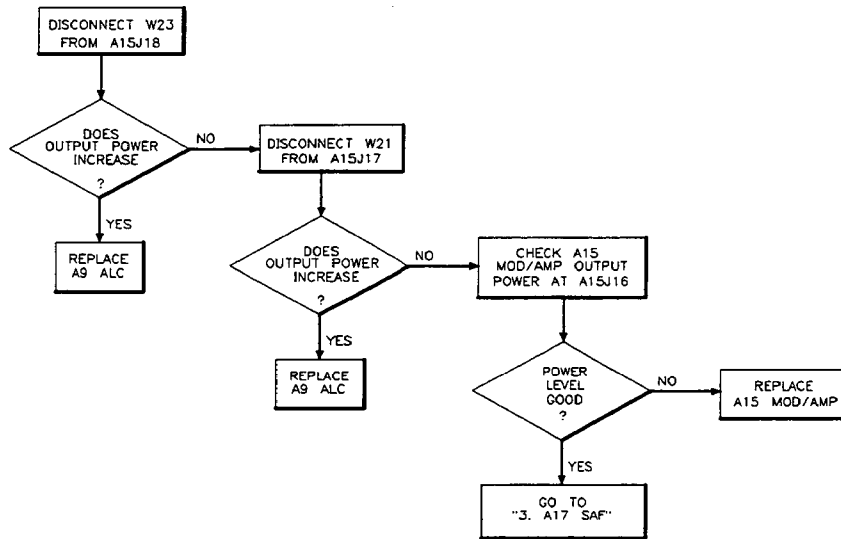 DISCONNECT W23
FROM A15J18
DOES
OUTPUT POWER
INCREASE
?
NO
YES
REPLACE
A9 ALC
DISCONNECT W21
FROM A15J17
DOES
OUTPUT POWER
INCREASE
?
NO
YES
REPLACE
A9 ALC
CHECK A15
MOD/AMP OUTPUT
POWER AT A15J16
POWER
LEVEL
GOOD
?
NO
REPLACE
A15 MOD/AMP
YES
GO TO
"3. A17 SAF"